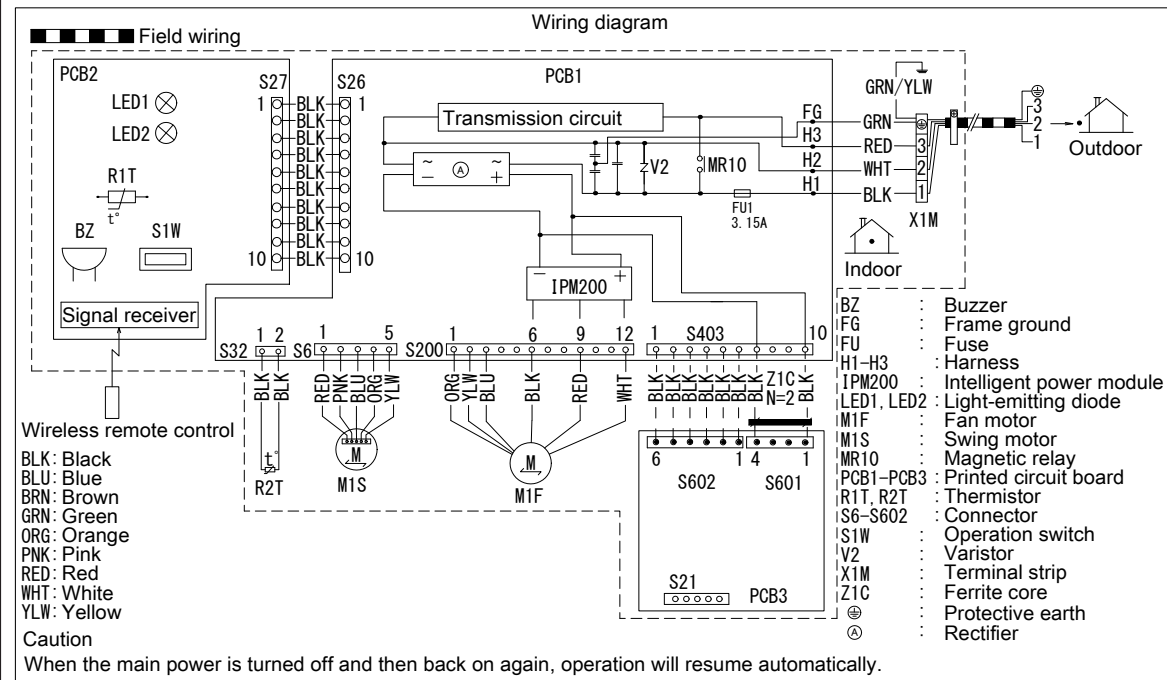 Wiring diagram
Field wiring
PCB2
S27
S26
PCB1
GRN/YLW
LED1
LED2
1 BLK 1
BLK
BLK
BLK
BLK
BLK
BLK
BLK
BLK
10 BLK 10
R1T
t°
BZ
S1W
Signal receiver
Transmission circuit
FG
H3
H2
H1
GRN
RED 3
WHT 2
BLK 1
X1M
3
2
1
Outdoor
~ ~
− A +
V2
MR10
FU1
3.15A
Indoor
− +
IPM200
S32 1 2
S6 1 5
S200 1 6 9 12
1 S403 10
BLK BLK
RED PNK BLU ORG YLW
ORG YLW BLU BLK RED WHT
BLK BLK BLK BLK BLK BLK BLK Z1C BLK
N=2
t°
R2T
M
M1S
M
M1F
6 1 4 1
S602 S601
S21
PCB3
Wireless remote control
BLK: Black
BLU: Blue
BRN: Brown
GRN: Green
ORG: Orange
PNK: Pink
RED: Red
WHT: White
YLW: Yellow
BZ : Buzzer
FG : Frame ground
FU : Fuse
H1-H3 : Harness
IPM200 : Intelligent power module
LED1, LED2 : Light-emitting diode
M1F : Fan motor
M1S : Swing motor
MR10 : Magnetic relay
PCB1-PCB3 : Printed circuit board
R1T, R2T : Thermistor
S6-S602 : Connector
S1W : Operation switch
V2 : Varistor
X1M : Terminal strip
Z1C : Ferrite core
: Protective earth
A : Rectifier
Caution
When the main power is turned off and then back on again, operation will resume automatically.